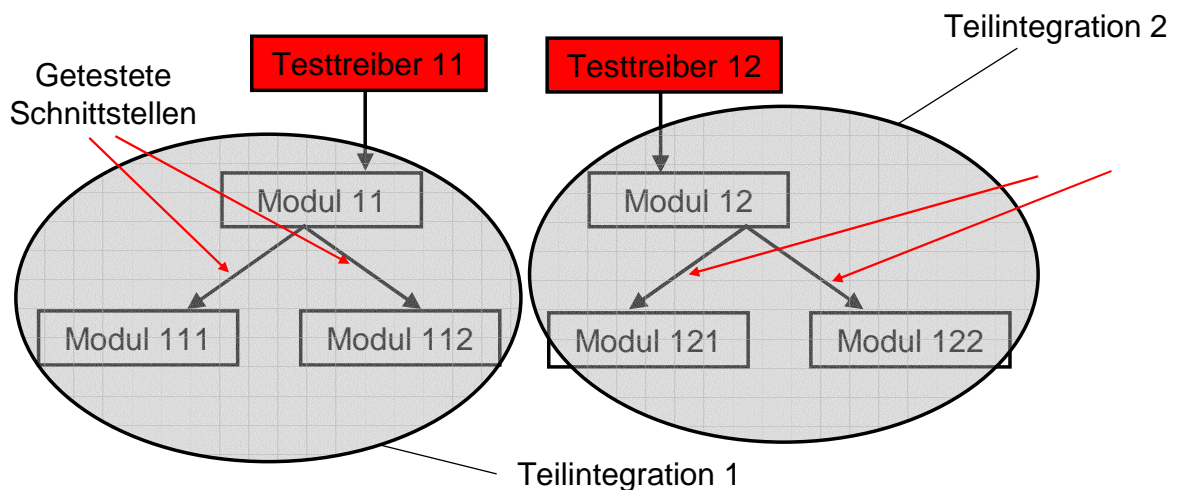 Teilintegration 2
Getestete
Schnittstellen
Testtreiber 11
Testtreiber 12
Modul 11
Modul 12
Modul 111
Modul 112
Modul 121
Modul 122
Teilintegration 1